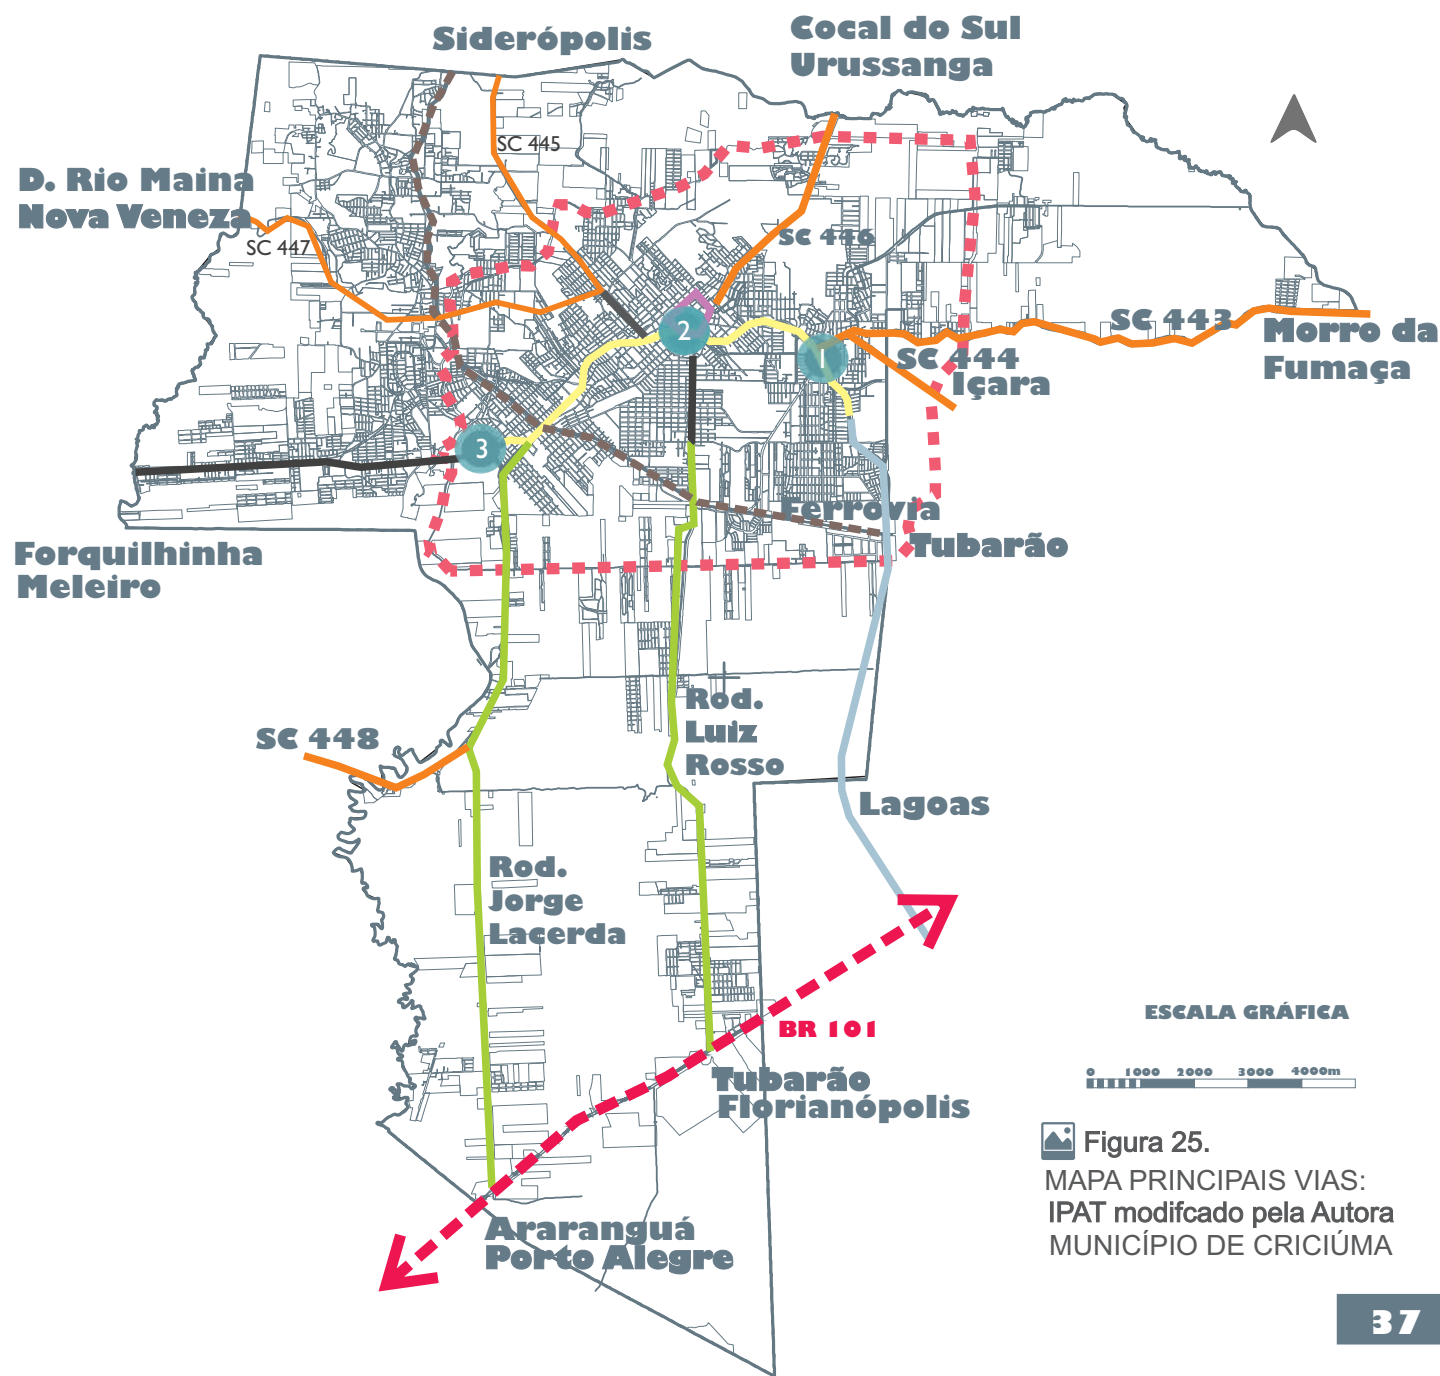 Siderópolis
Cocal do Sul
Urussanga
SC 445
D. Rio Maina
Nova Veneza
SC 447
SC 446
SC 443
Morro da
Fumaça
SC 444
Içara
1
2
3
Ferrovia
Tubarão
Forquilhinha
Meleiro
SC 448
Rod.
Luiz
Rosso
Lagoas
Rod.
Jorge
Lacerda
BR 101
Tubarão
Florianópolis
Araranguá
Porto Alegre
ESCALA GRÁFICA
0 1000 2000 3000 4000m
Figura 25.
MAPA PRINCIPAIS VIAS:
IPAT modifcado pela Autora
MUNICÍPIO DE CRICIÚMA
37